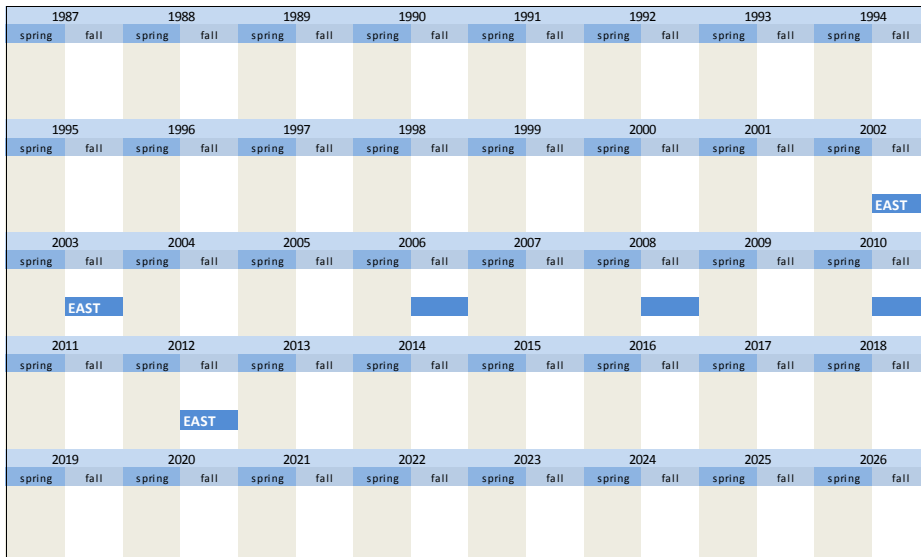 1987 1988 1989 1990 1991 1992 1993 1994
spring fall spring fall spring fall spring fall spring fall spring fall spring fall spring fall
1995 1996 1997 1998 1999 2000 2001 2002
spring fall spring fall spring fall spring fall spring fall spring fall spring fall spring fall
EAST
2003 2004 2005 2006 2007 2008 2009 2010
spring fall spring fall spring fall spring fall spring fall spring fall spring fall spring fall
EAST
2011 2012 2013 2014 2015 2016 2017 2018
spring fall spring fall spring fall spring fall spring fall spring fall spring fall spring fall
EAST
2019 2020 2021 2022 2023 2024 2025 2026
spring fall spring fall spring fall spring fall spring fall spring fall spring fall spring fall